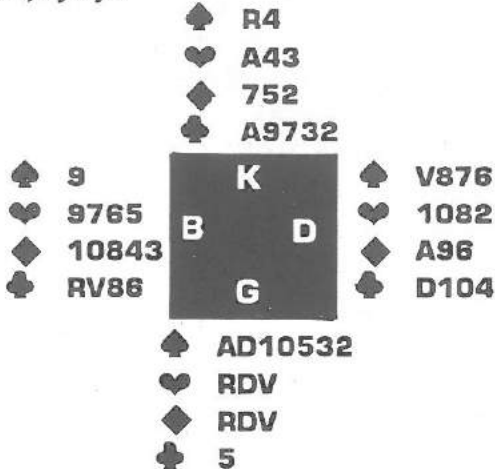 ♠ R4
♥ A43
♦ 752
♣ A9732
♠ 9 K ♠ V876
♥ 9765 B D ♥ 1082
♦ 10843 ♦ A96
♣ RV86 G ♣ D104
♠ AD10532
♥ RDV
♦ RDV
♣ 5